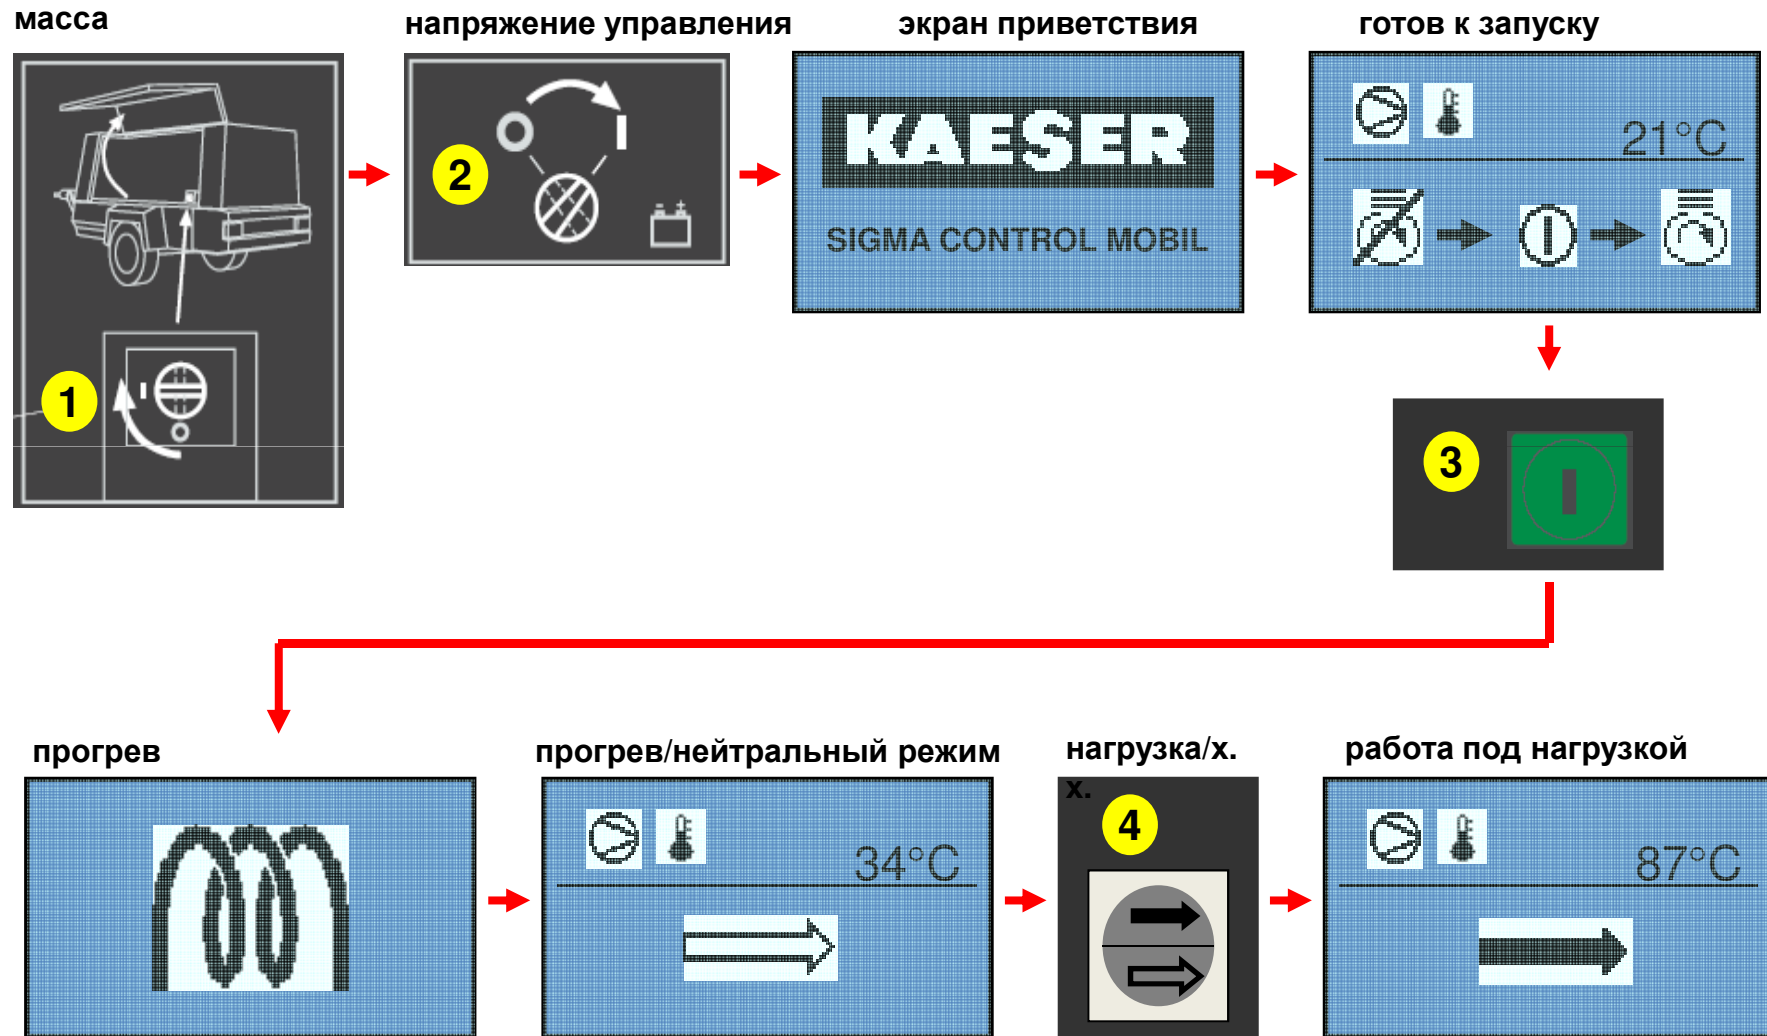 масса
напряжение управления
экран приветствия
готов к запуску
1
2
KAESER
SIGMA CONTROL MOBIL
21°C
3
прогрев
прогрев/нейтральный режим
34°C
нагрузка/х.
х.
4
работа под нагрузкой
87°C